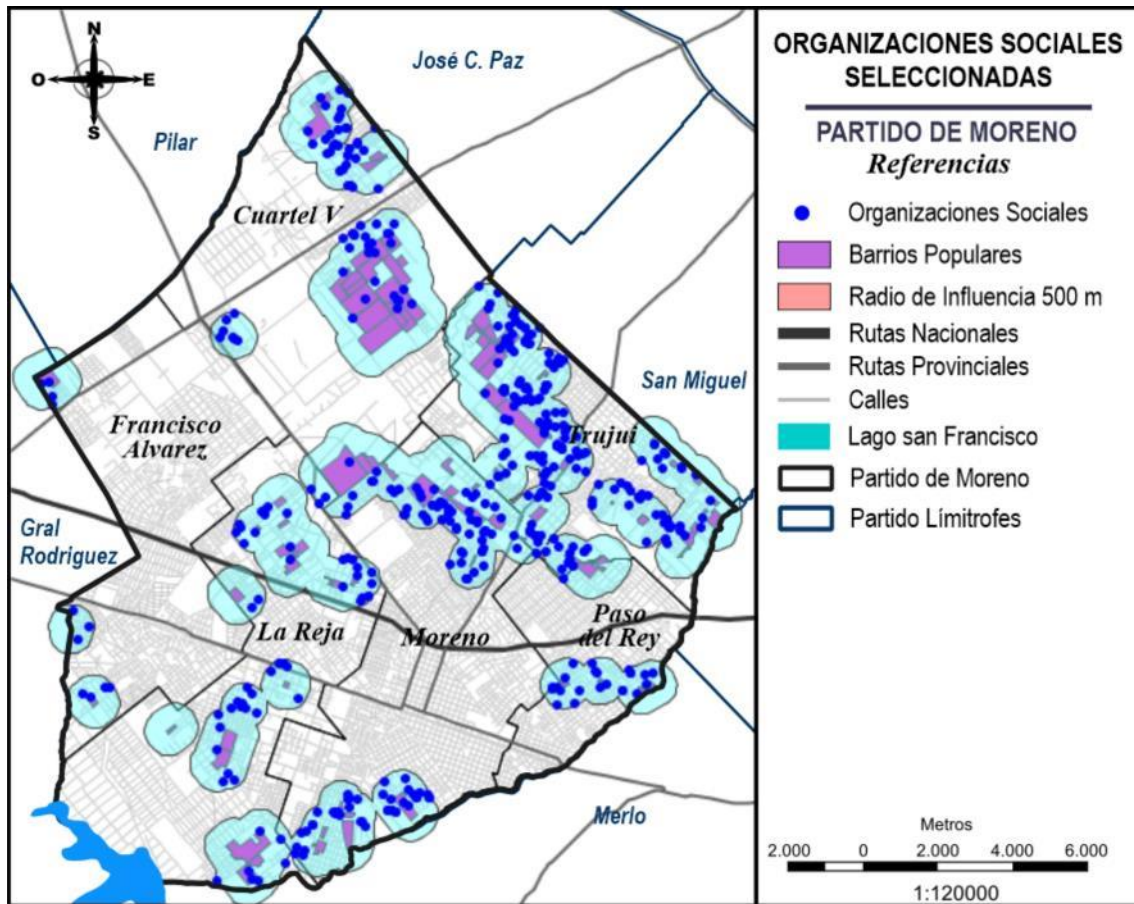 N
O
E
S
José C. Paz
Pilar
Cuartel V
San Miguel
Francisco
Alvarez
Trujui
Gral
Rodriguez
La Reja
Moreno
Paso
del Rey
Merlo
ORGANIZACIONES SOCIALES
SELECCIONADAS
PARTIDO DE MORENO
Referencias
Organizaciones Sociales
Barrios Populares
Radio de Influencia 500 m
Rutas Nacionales
Rutas Provinciales
Calles
Lago san Francisco
Partido de Moreno
Partido Límitrofes
Metros
2.000 0 2.000 4.000 6.000
1:120000